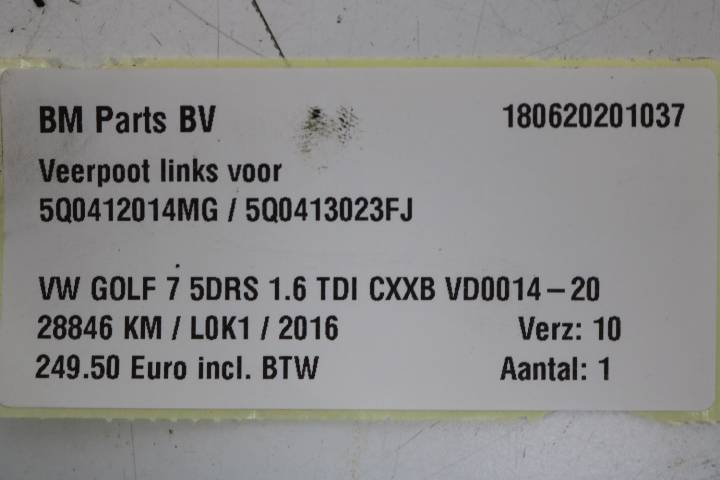 BM Parts BV 180620201037
Veerpoot links voor
5Q0412014MG / 5Q0413023FJ
VW GOLF 7 5DRS 1.6 TDI CXXB VD0014-20
28846 KM / L0K1 / 2016 Verz: 10
249.50 Euro incl. BTW Aantal: 1